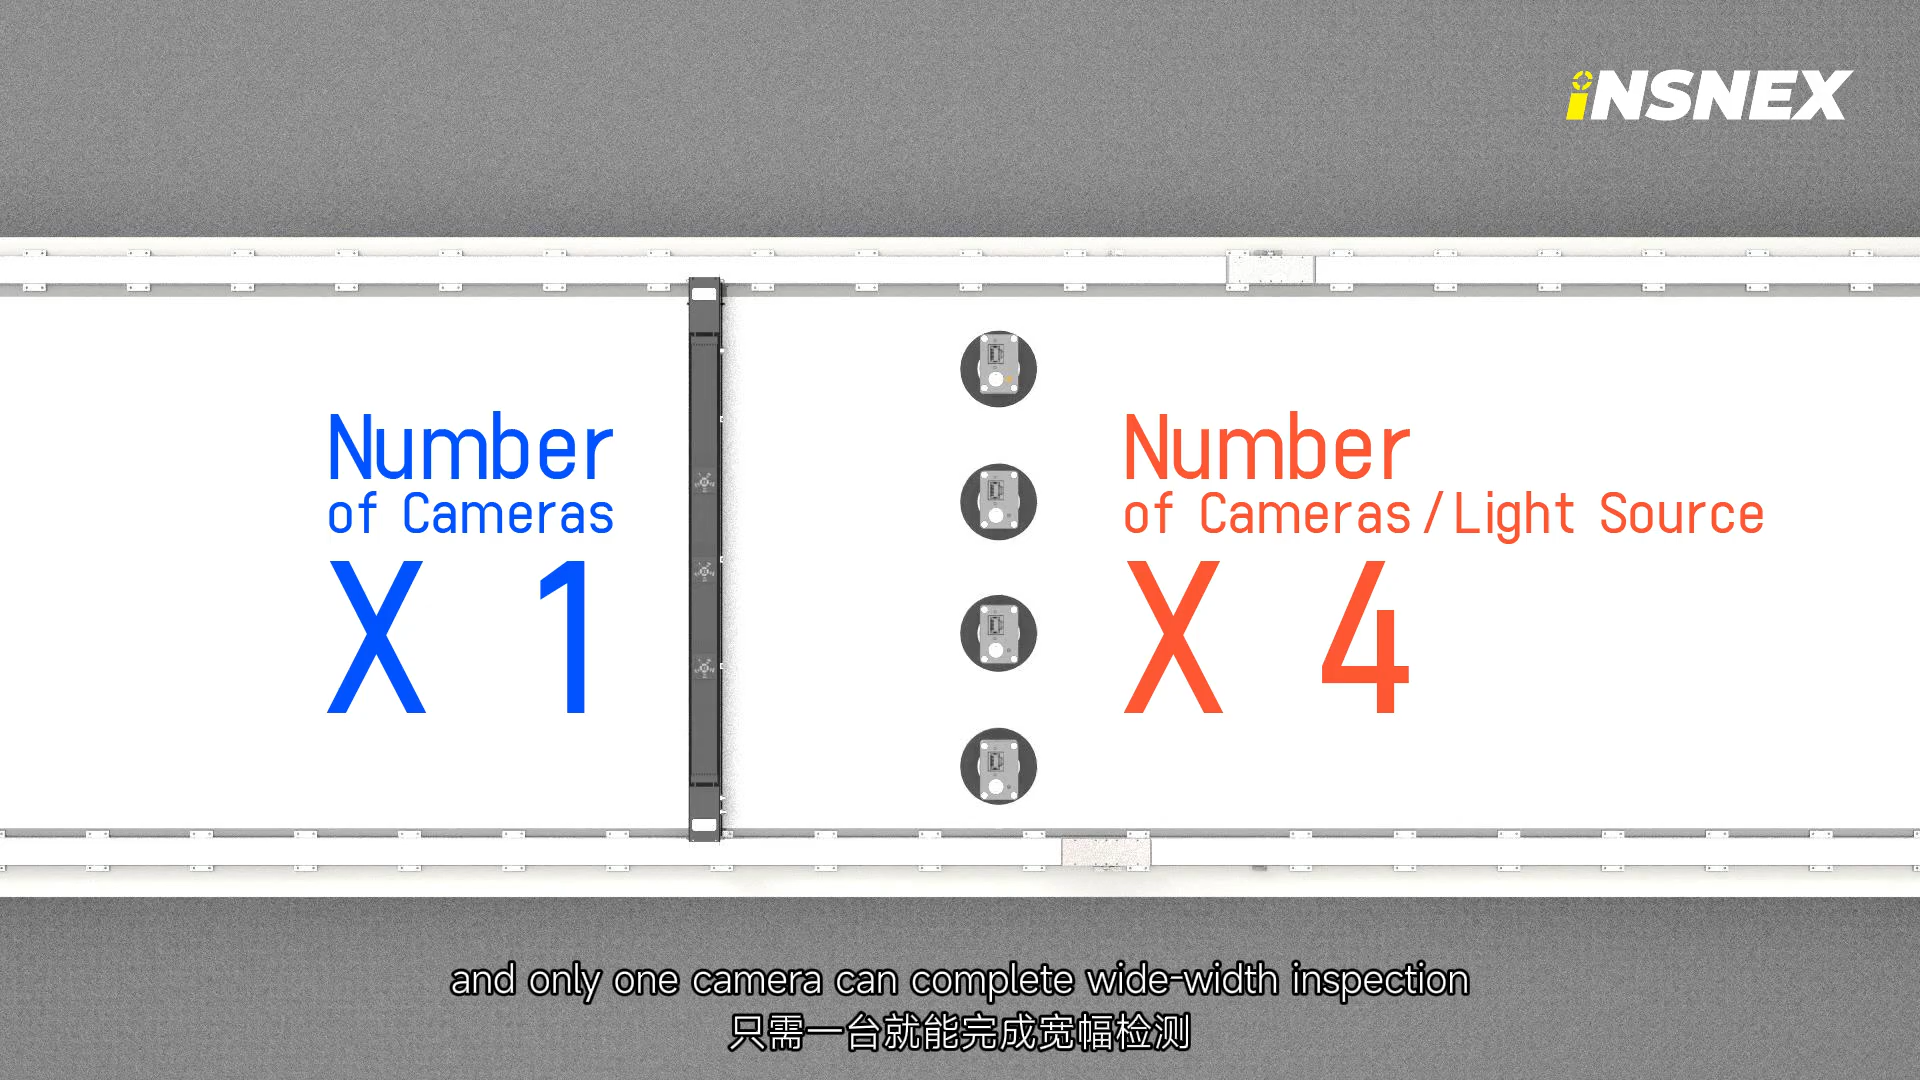 iNSNEX
Number
of Cameras
X 1
Number
of Cameras/Light Source
X 4
and only one camera can complete wide-width inspection
只需一台就能完成宽幅检测